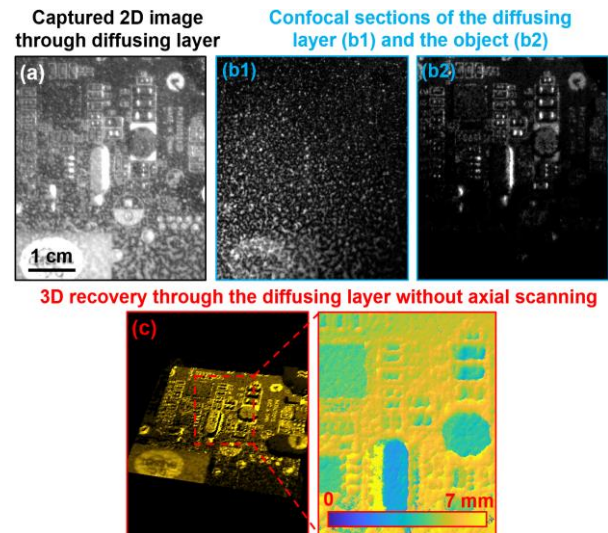 Captured 2D image
through diffusing layer
Confocal sections of the diffusing
layer (b1) and the object (b2)
(a)
(b1)
(b2)
1 cm
3D recovery through the diffusing layer without axial scanning
(c)
0
7 mm